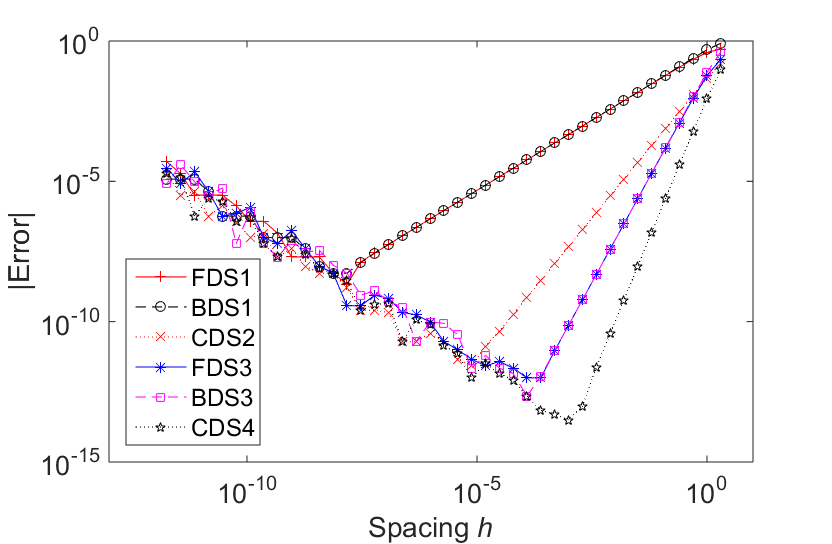 10^0
10^-5
10^-10
10^-15
|Error|
FDS1
BDS1
CDS2
FDS3
BDS3
CDS4
10^-10
10^-5
10^0
Spacing h